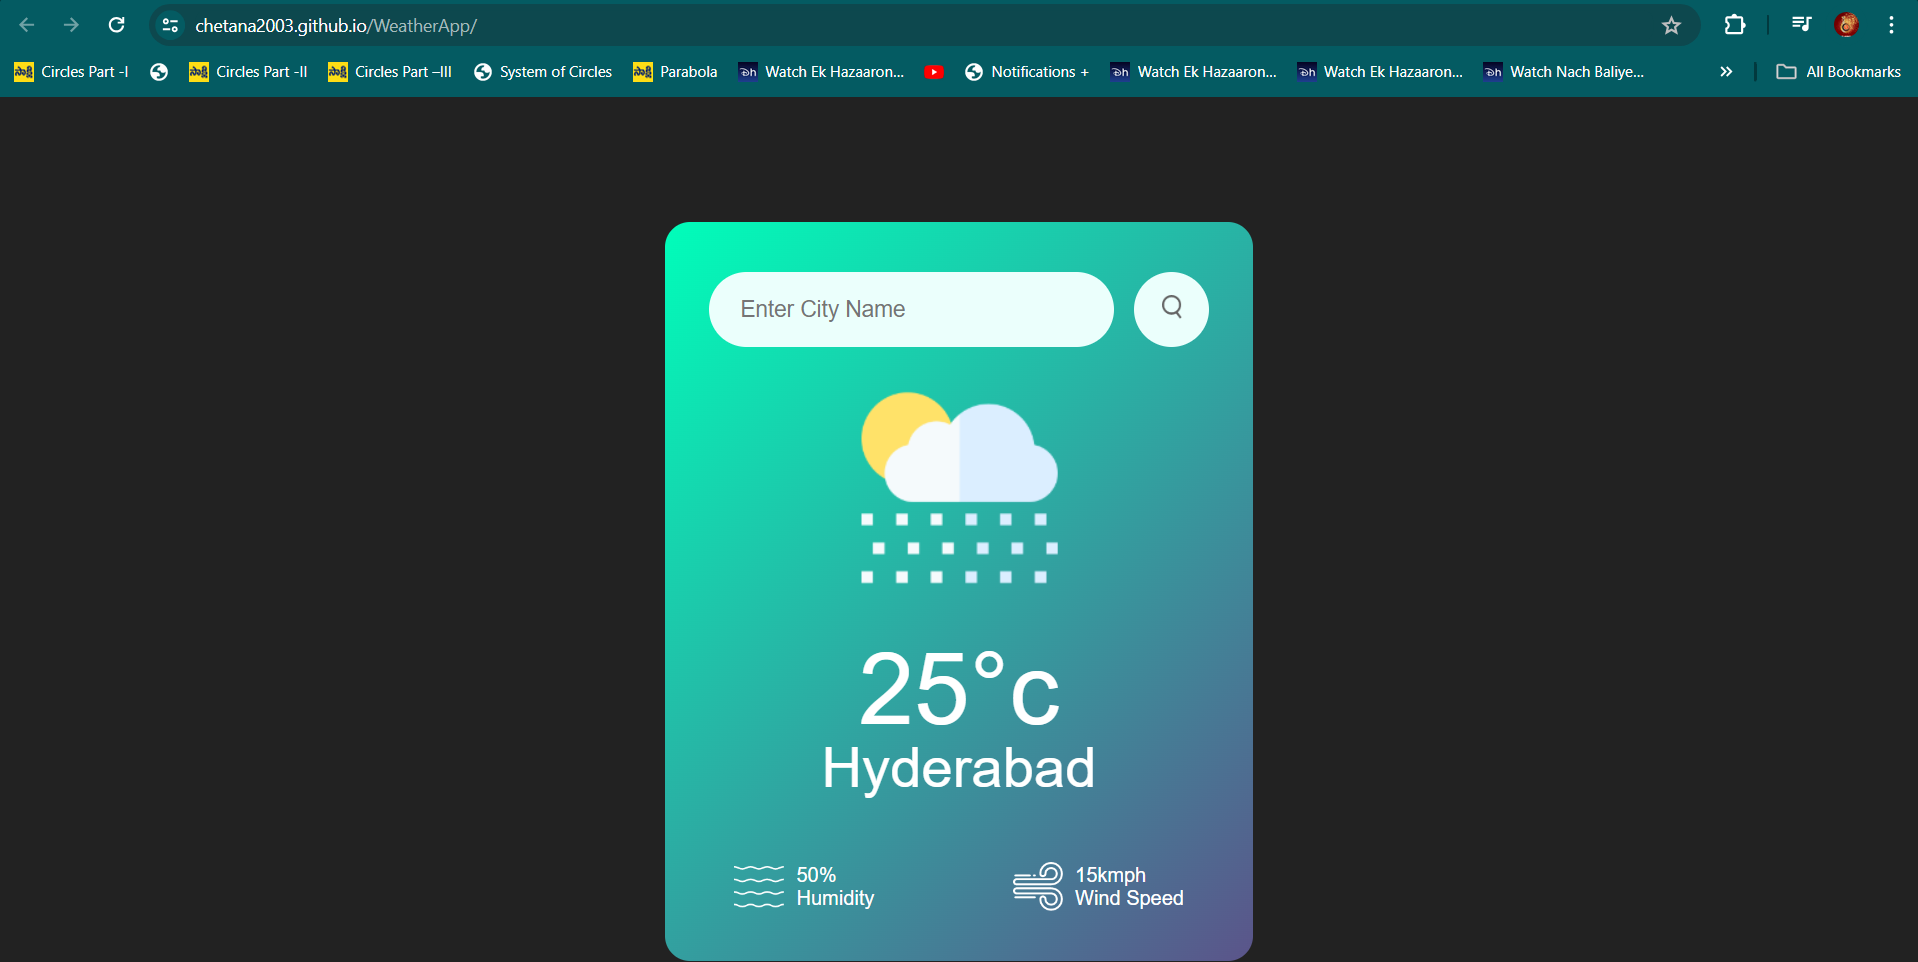 chetana2003.github.io/WeatherApp/
Circles Part -I
Circles Part -II
Circles Part –III
System of Circles
Parabola
Watch Ek Hazaaron...
Notifications +
Watch Ek Hazaaron...
Watch Ek Hazaaron...
Watch Nach Baliye...
All Bookmarks
Enter City Name
25°c
Hyderabad
50%
Humidity
15kmph
Wind Speed